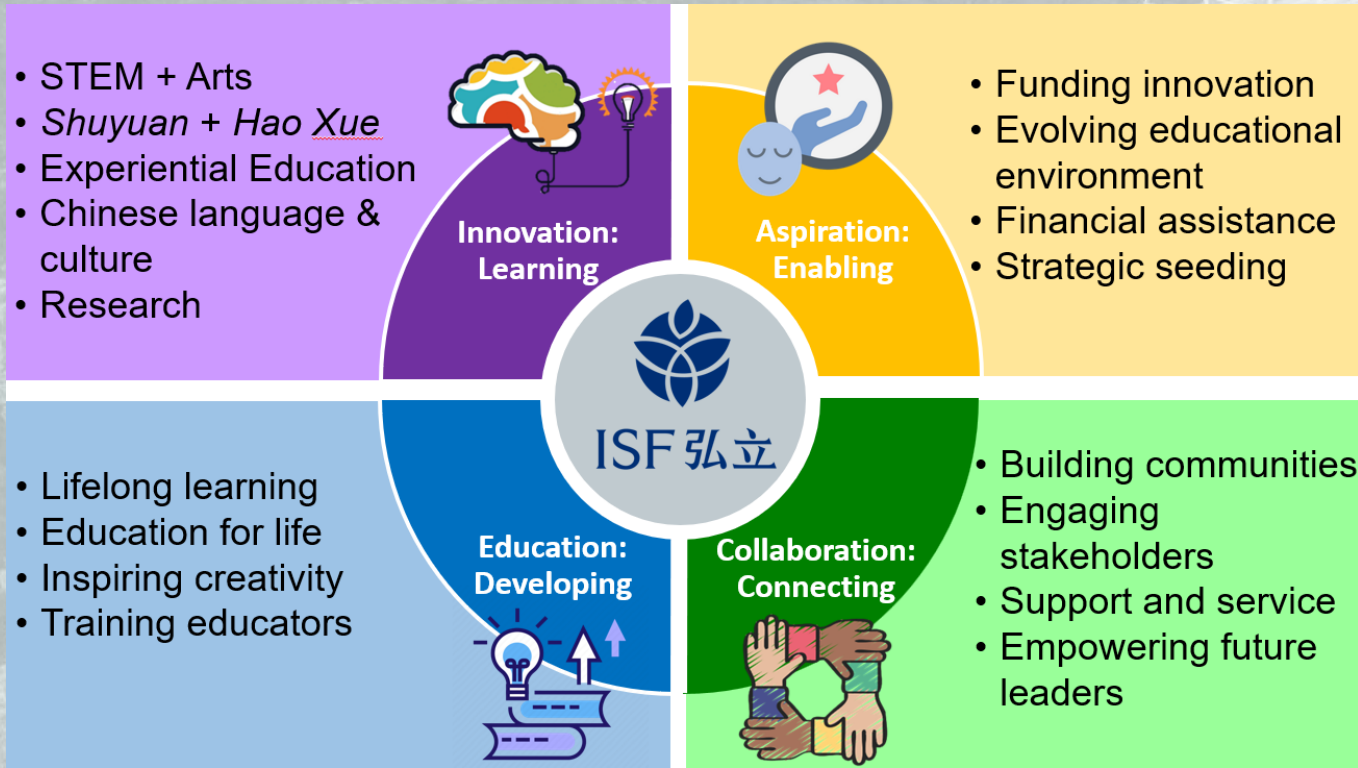 • STEM + Arts
• Shuyuan + Hao Xue
• Experiential Education
• Chinese language &
culture
• Research
Innovation:
Learning
Aspiration:
Enabling
• Funding innovation
• Evolving educational
environment
• Financial assistance
• Strategic seeding
ISF 弘立
• Lifelong learning
• Education for life
• Inspiring creativity
• Training educators
Education:
Developing
Collaboration:
Connecting
• Building communities
• Engaging
stakeholders
• Support and service
• Empowering future
leaders